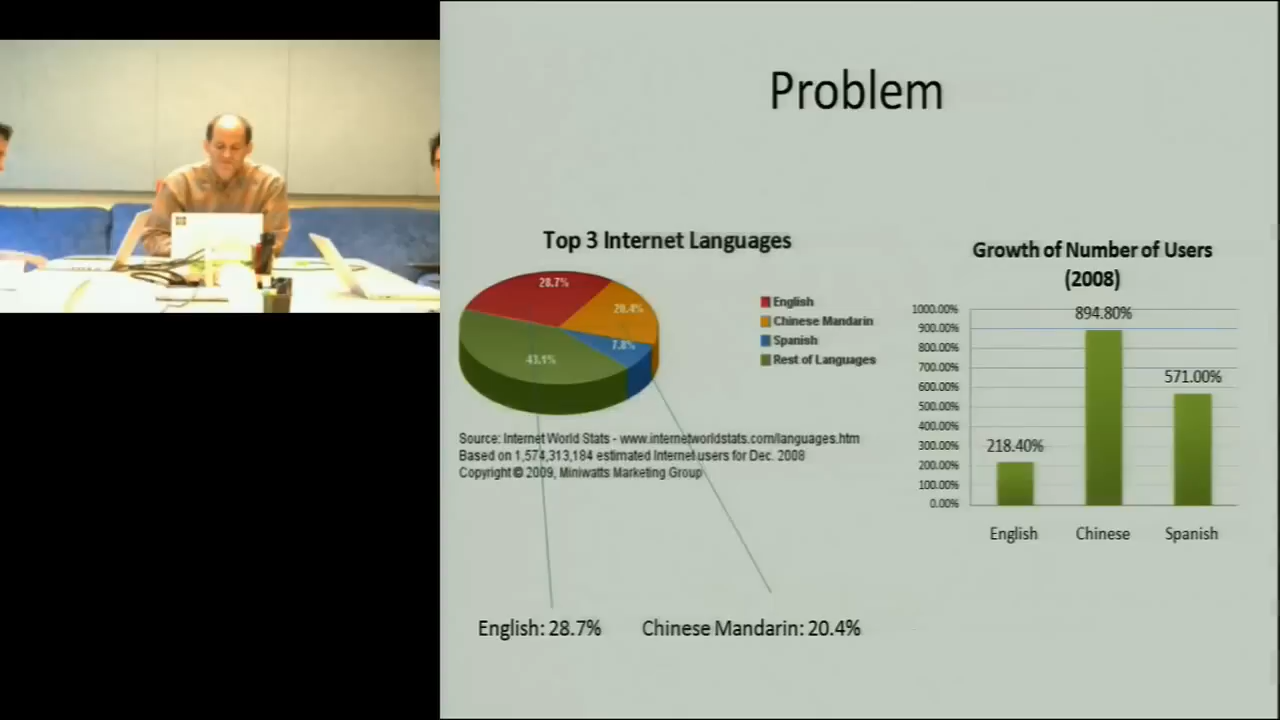 Problem
Top 3 Internet Languages
28.7%
20.4%
7.8%
43.1%
English
Chinese Mandarin
Spanish
Rest of Languages
Source: Internet World Stats - www.internetworldstats.com/languages.htm
Based on 1,574,313,184 estimated Internet users for Dec. 2008
Copyright © 2009, Miniwatts Marketing Group
English: 28.7%
Chinese Mandarin: 20.4%
Growth of Number of Users
(2008)
1000.00%
900.00%
800.00%
700.00%
600.00%
500.00%
400.00%
300.00%
200.00%
100.00%
0.00%
218.40%
894.80%
571.00%
English
Chinese
Spanish